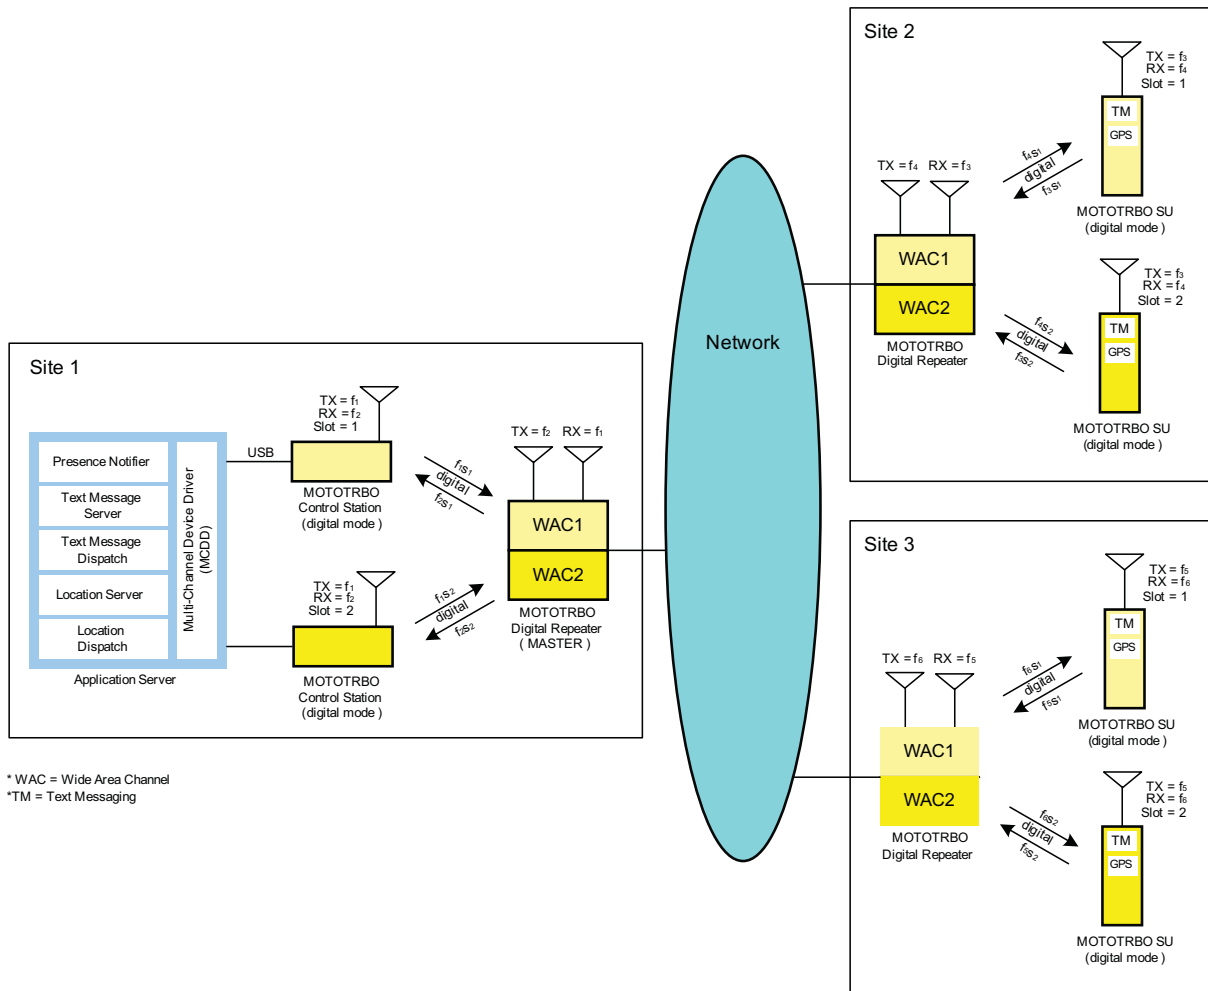 Site 1
Presence Notifier
Text Message
Server
Text Message
Dispatch
Location Server
Location
Dispatch
Multi-Channel Device Driver
(MCDD)
Application Server
USB
TX = f1
RX = f2
Slot = 1
MOTOTRBO
Control Station
(digital mode )
TX = f1
RX = f2
Slot = 2
MOTOTRBO
Control Station
(digital mode )
f1s1
digital
f2s1
f1s2
digital
f2s2
TX = f2 RX = f1
WAC1
WAC2
MOTOTRBO
Digital Repeater
( MASTER )
Network
Site 2
TX = f4 RX = f3
WAC1
WAC2
MOTOTRBO
Digital Repeater
f4s1
digital
f3s1
TX = f3
RX = f4
Slot = 1
TM
GPS
MOTOTRBO SU
(digital mode )
f4s2
digital
f3s2
TX = f3
RX = f4
Slot = 2
TM
GPS
MOTOTRBO SU
(digital mode )
Site 3
TX = f6 RX = f5
WAC1
WAC2
MOTOTRBO
Digital Repeater
f6s1
digital
f5s1
TX = f5
RX = f6
Slot = 1
TM
GPS
MOTOTRBO SU
(digital mode )
f6s2
digital
f5s2
TX = f5
RX = f6
Slot = 2
TM
GPS
MOTOTRBO SU
(digital mode )
* WAC = Wide Area Channel
*TM = Text Messaging